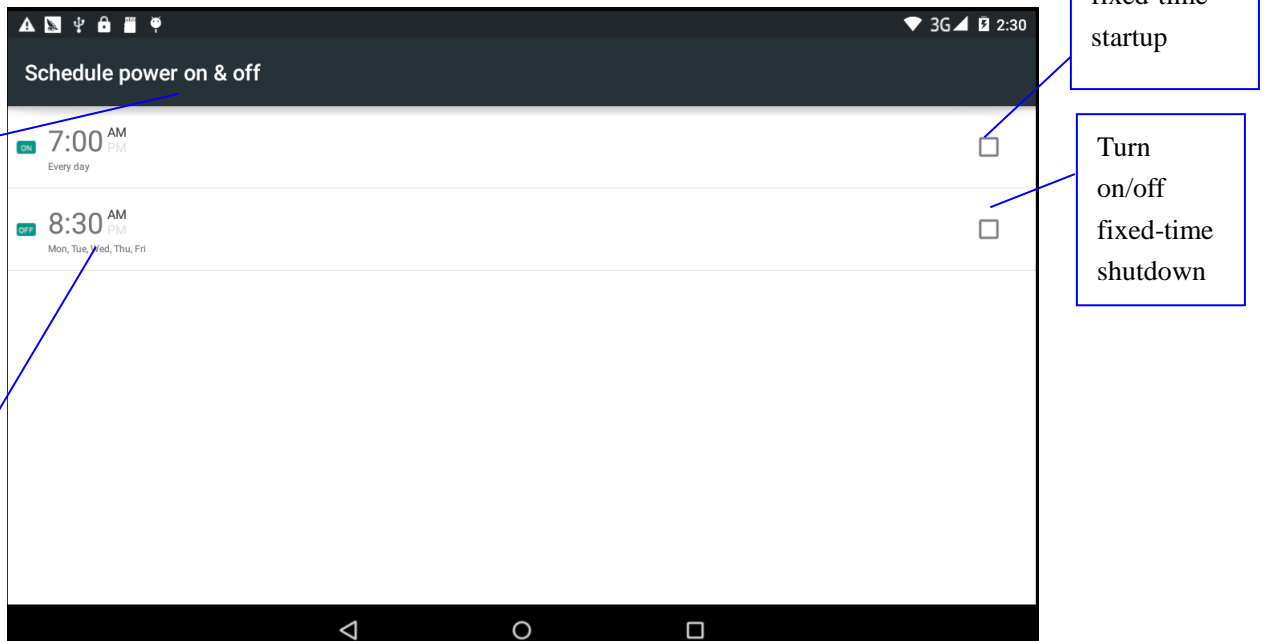 3G 2:30
Schedule power on & off
ON 7:00 AM
PM
Every day
OFF 8:30 AM
PM
Mon, Tue, Wed, Thu, Fri
fixed-time
startup
Turn
on/off
fixed-time
shutdown